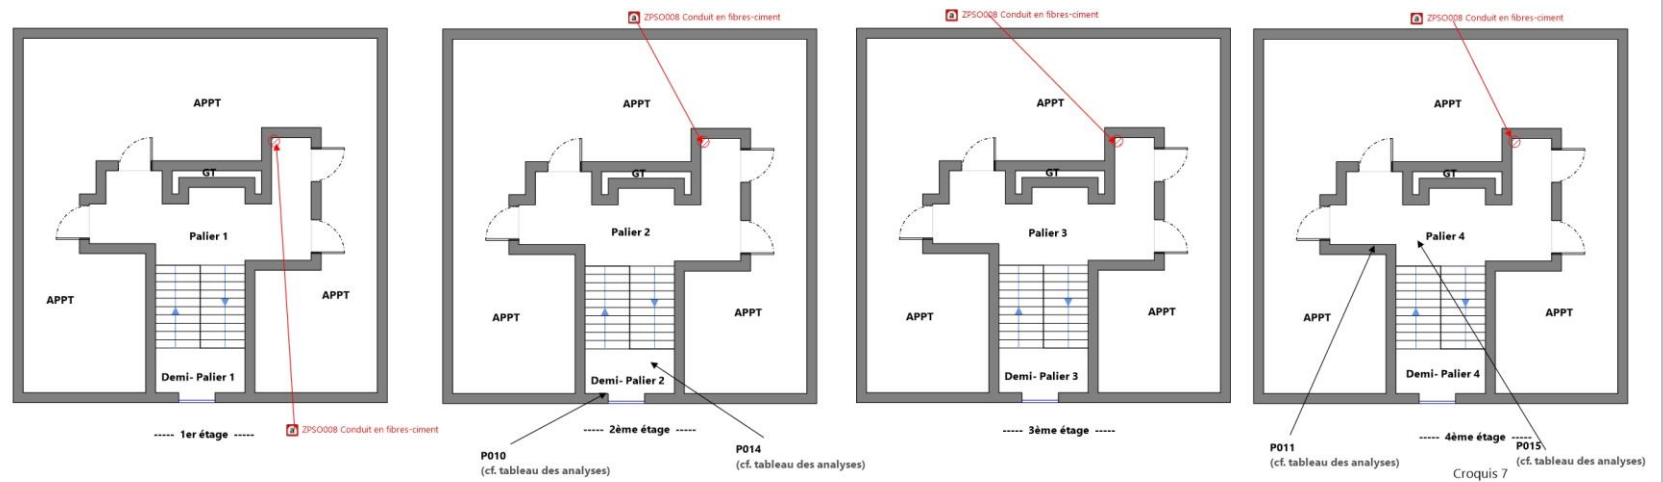 a ZPSO008 Conduit en fibres-ciment
a ZPSO008 Conduit en fibres-ciment
a ZPSO008 Conduit en fibres-ciment
APPT
GT
Palier 1
APPT
APPT
Demi- Palier 1
a ZPSO008 Conduit en fibres-ciment
----- 1er étage -----
APPT
GT
Palier 2
APPT
APPT
Demi- Palier 2
----- 2ème étage -----
P010
(cf. tableau des analyses)
P014
(cf. tableau des analyses)
APPT
GT
Palier 3
APPT
APPT
Demi- Palier 3
----- 3ème étage -----
APPT
GT
Palier 4
APPT
APPT
Demi- Palier 4
----- 4ème étage -----
P011
(cf. tableau des analyses)
P015
(cf. tableau des analyses)
Croquis 7